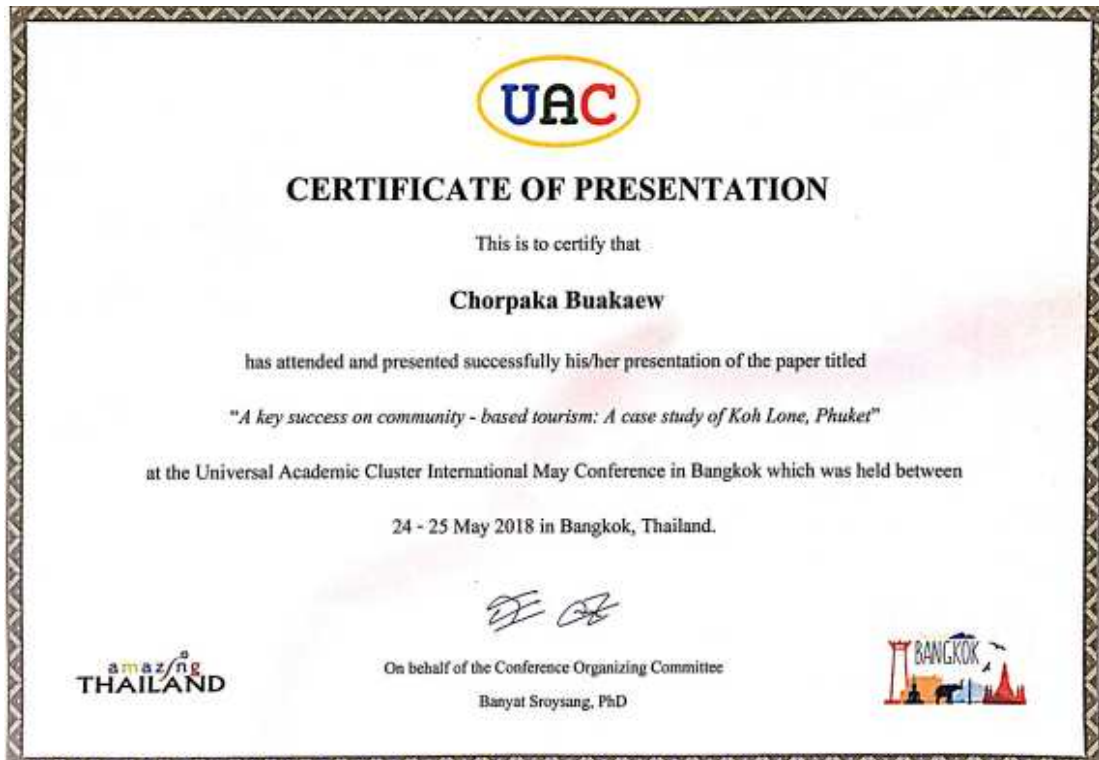 UAC
CERTIFICATE OF PRESENTATION
This is to certify that
Chorpaka Buakaew
has attended and presented successfully his/her presentation of the paper titled
“A key success on community - based tourism: A case study of Koh Lone, Phuket”
at the Universal Academic Cluster International May Conference in Bangkok which was held between
24 - 25 May 2018 in Bangkok, Thailand.
On behalf of the Conference Organizing Committee
Banyat Sroysang, PhD
amazing
THAILAND
BANGKOK